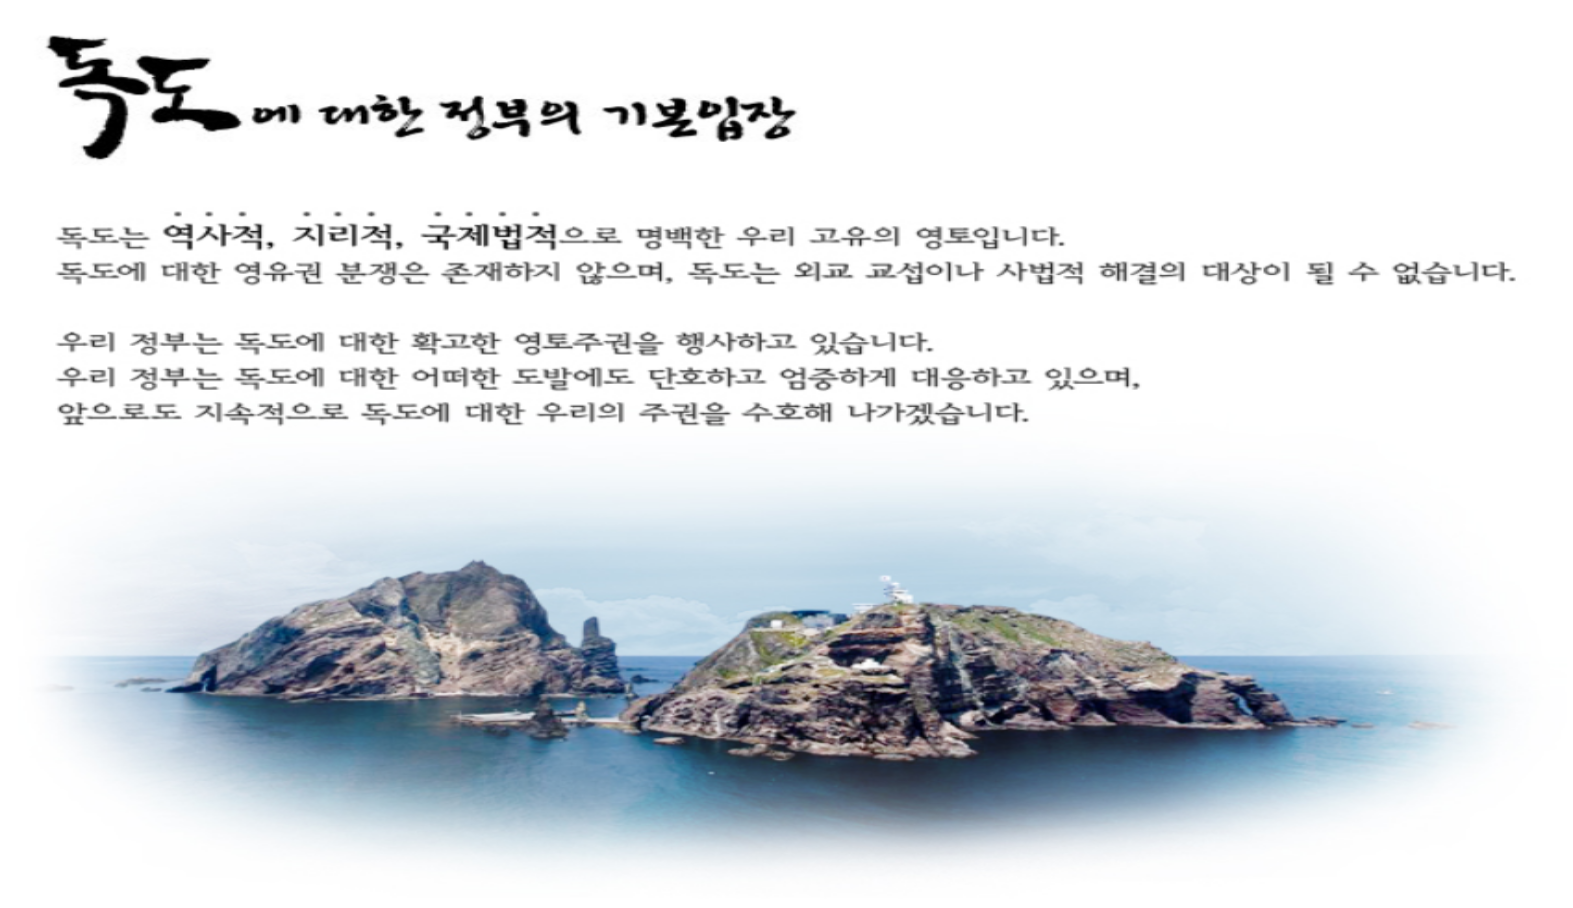 독도에 대한 정부의 기본입장
독도는 역사적, 지리적, 국제법적으로 명백한 우리 고유의 영토입니다.
독도에 대한 영유권 분쟁은 존재하지 않으며, 독도는 외교 교섭이나 사법적 해결의 대상이 될 수 없습니다.
우리 정부는 독도에 대한 확고한 영토주권을 행사하고 있습니다.
우리 정부는 독도에 대한 어떠한 도발에도 단호하고 엄중하게 대응하고 있으며,
앞으로도 지속적으로 독도에 대한 우리의 주권을 수호해 나가겠습니다.